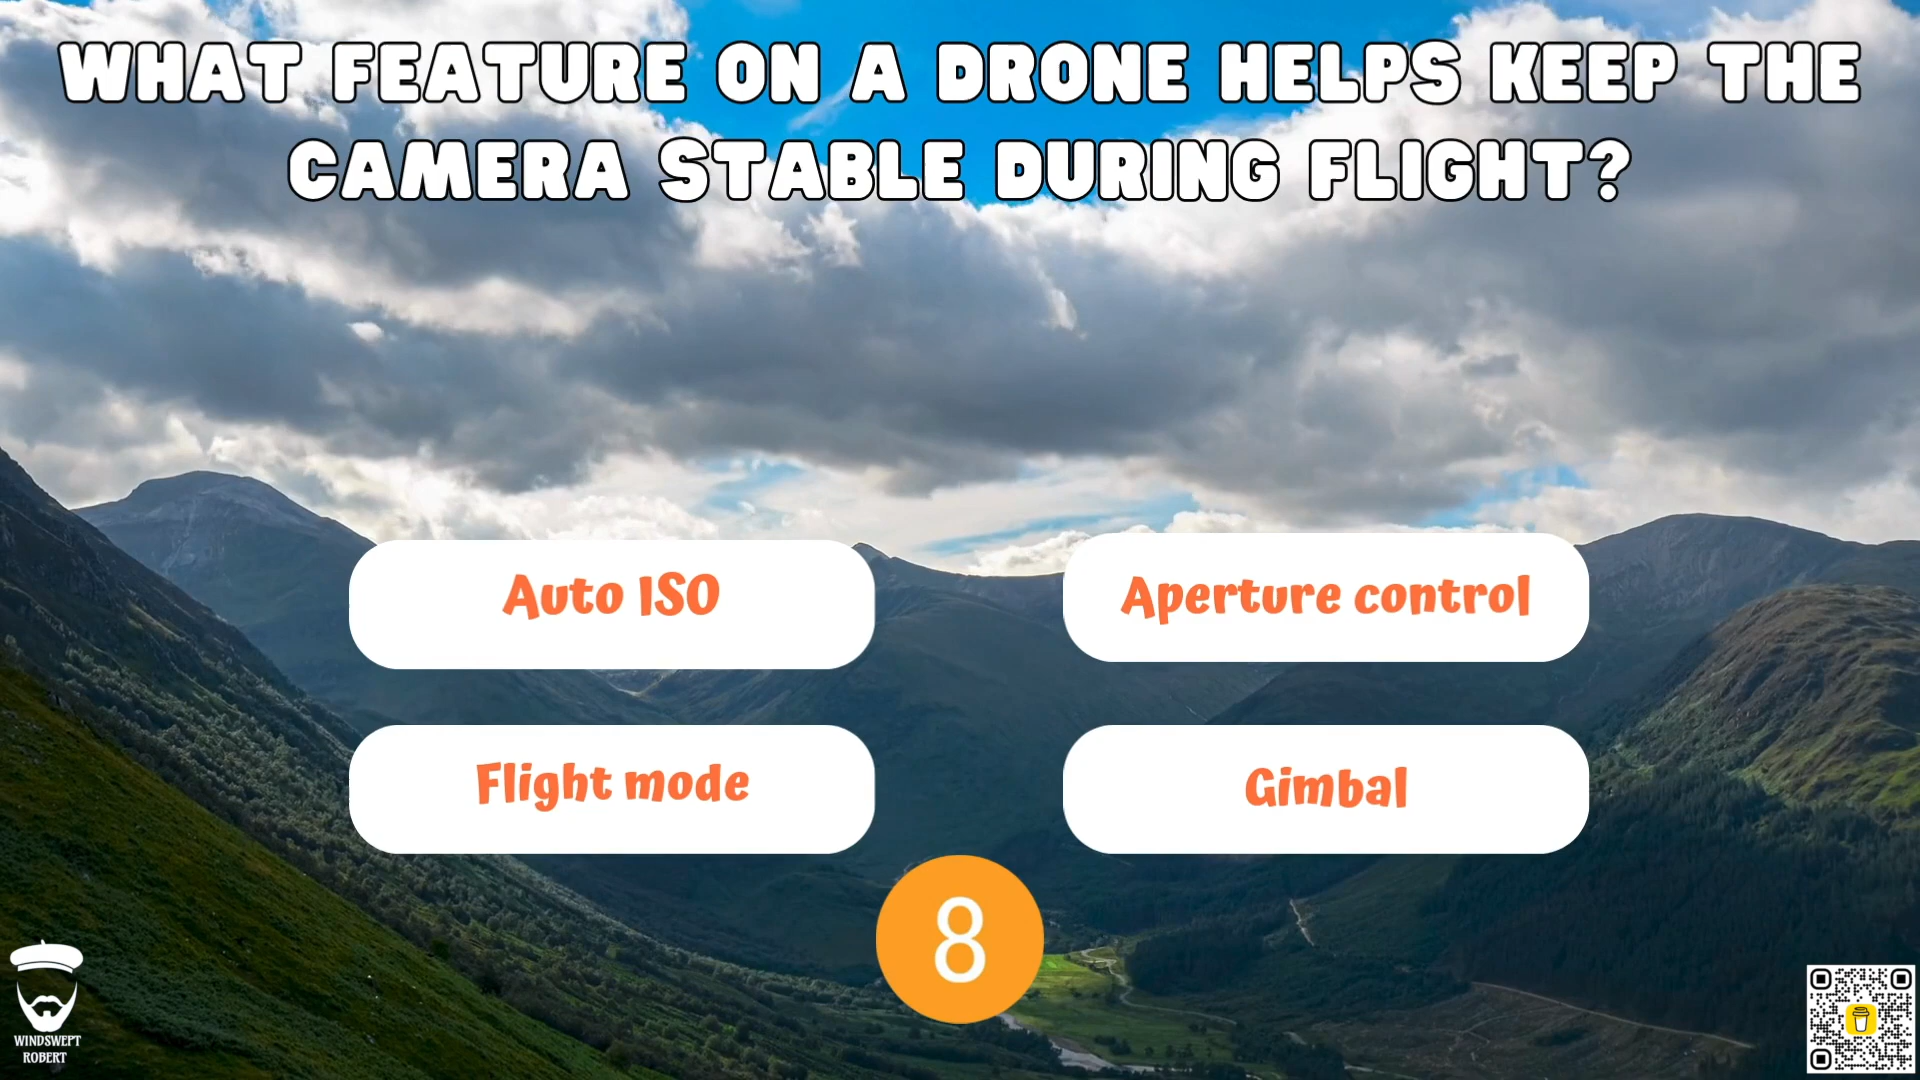 WHAT FEATURE ON A DRONE HELPS KEEP THE
CAMERA STABLE DURING FLIGHT?
Auto ISO
Aperture control
Flight mode
Gimbal
8
WINDSWEPT
ROBERT